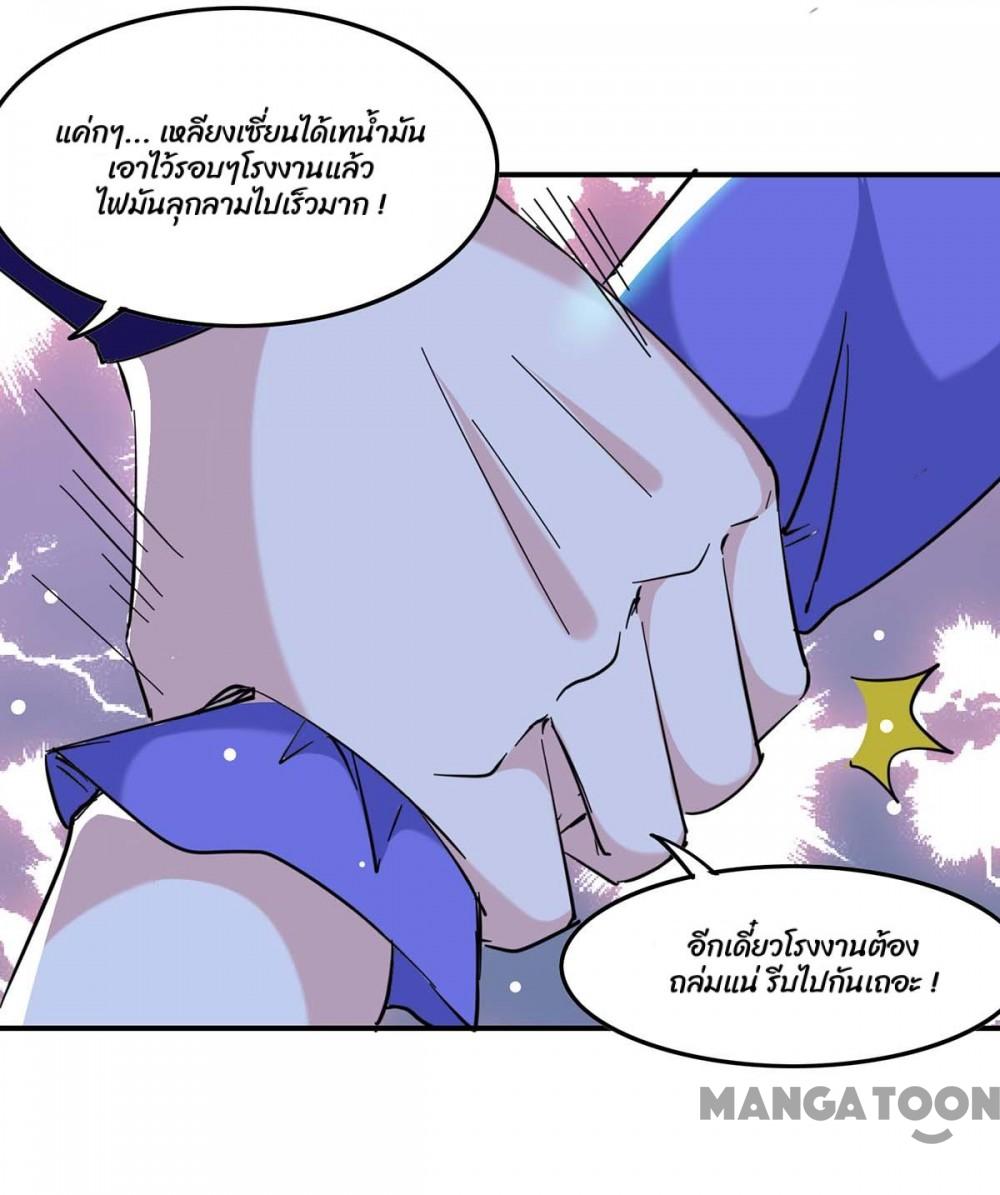 แค่กๆ... เหลียงเซี่ยนได้เทน้ำมัน
เอาไว้รอบๆโรงงานแล้ว
ไฟมันลุกลามไปเร็วมาก !
อีกเดี๋ยวโรงงานต้อง
ถล่มแน่ รีบไปกันเถอะ !
MANGATOON